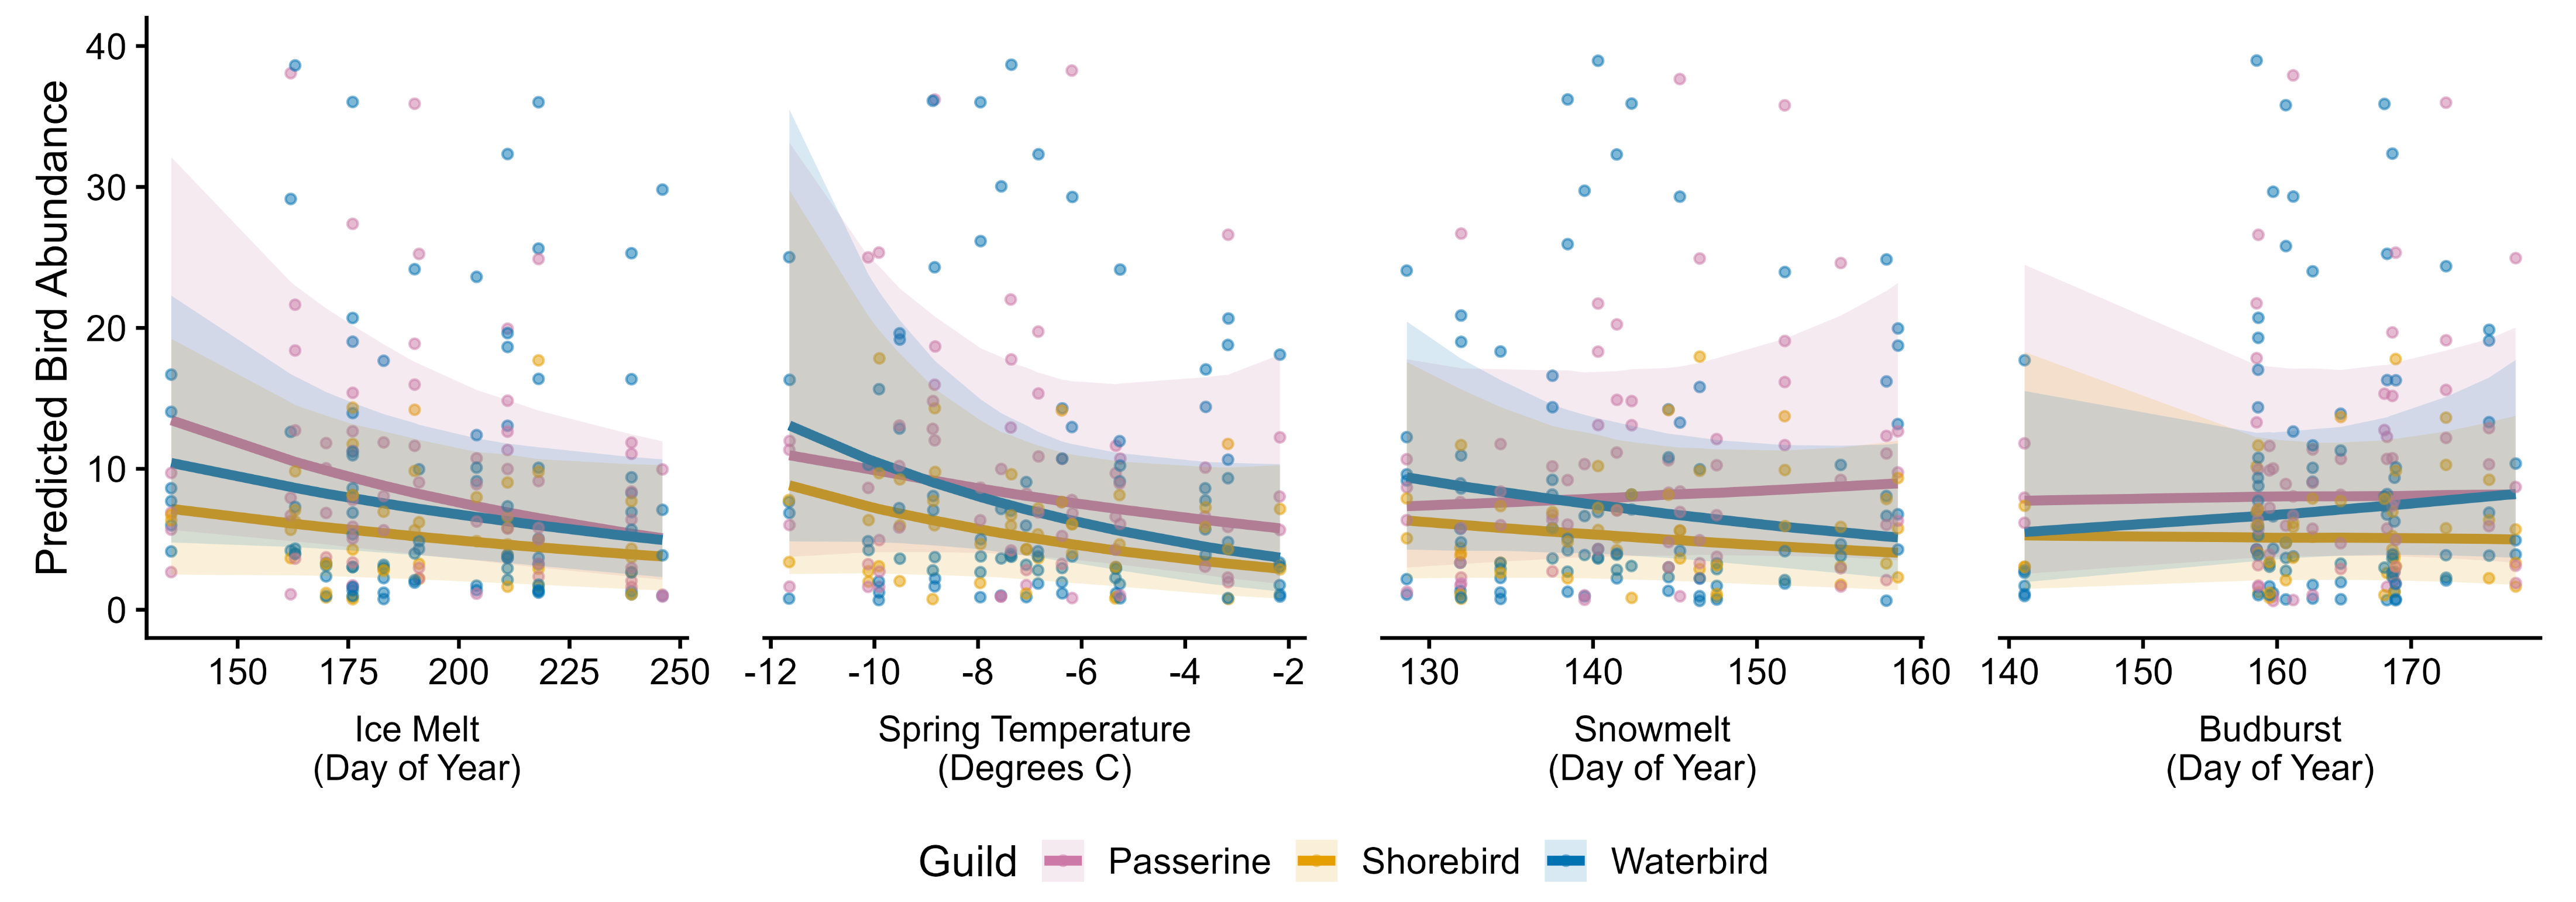 Predicted Bird Abundance
40
30
20
10
0
150 175 200 225 250
-12 -10 -8 -6 -4 -2
130 140 150 160
140 150 160 170
Ice Melt
(Day of Year)
Spring Temperature
(Degrees C)
Snowmelt
(Day of Year)
Budburst
(Day of Year)
Guild Passerine Shorebird Waterbird